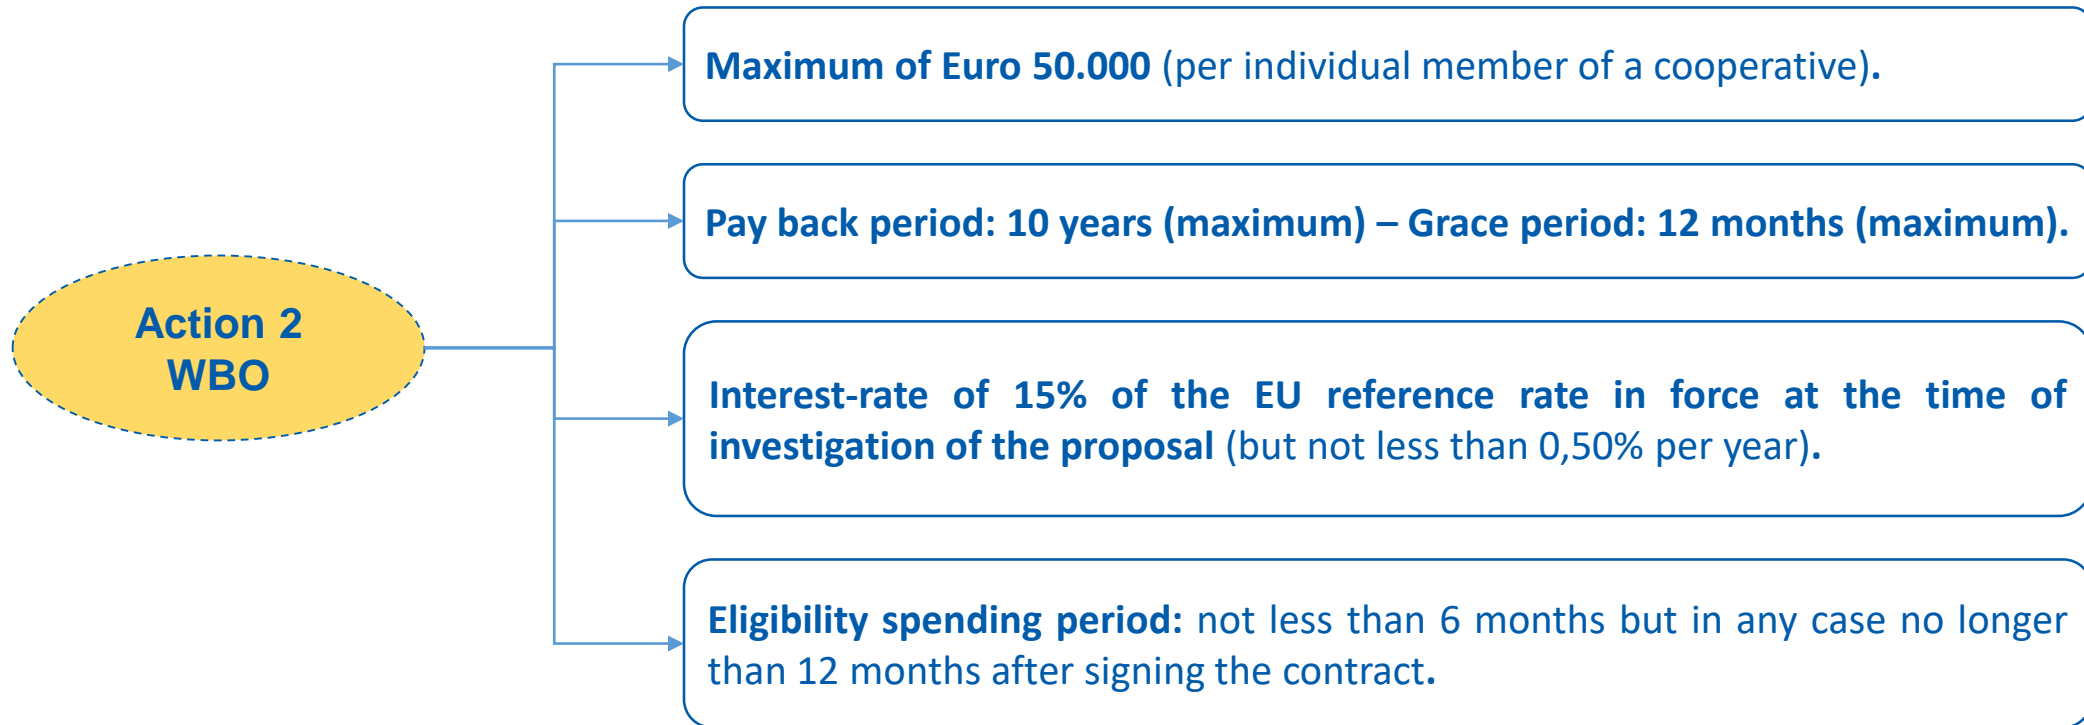 Maximum of Euro 50.000 (per individual member of a cooperative).
Pay back period: 10 years (maximum) – Grace period: 12 months (maximum).
Action 2
WBO
Interest-rate of 15% of the EU reference rate in force at the time of
investigation of the proposal (but not less than 0,50% per year).
Eligibility spending period: not less than 6 months but in any case no longer
than 12 months after signing the contract.